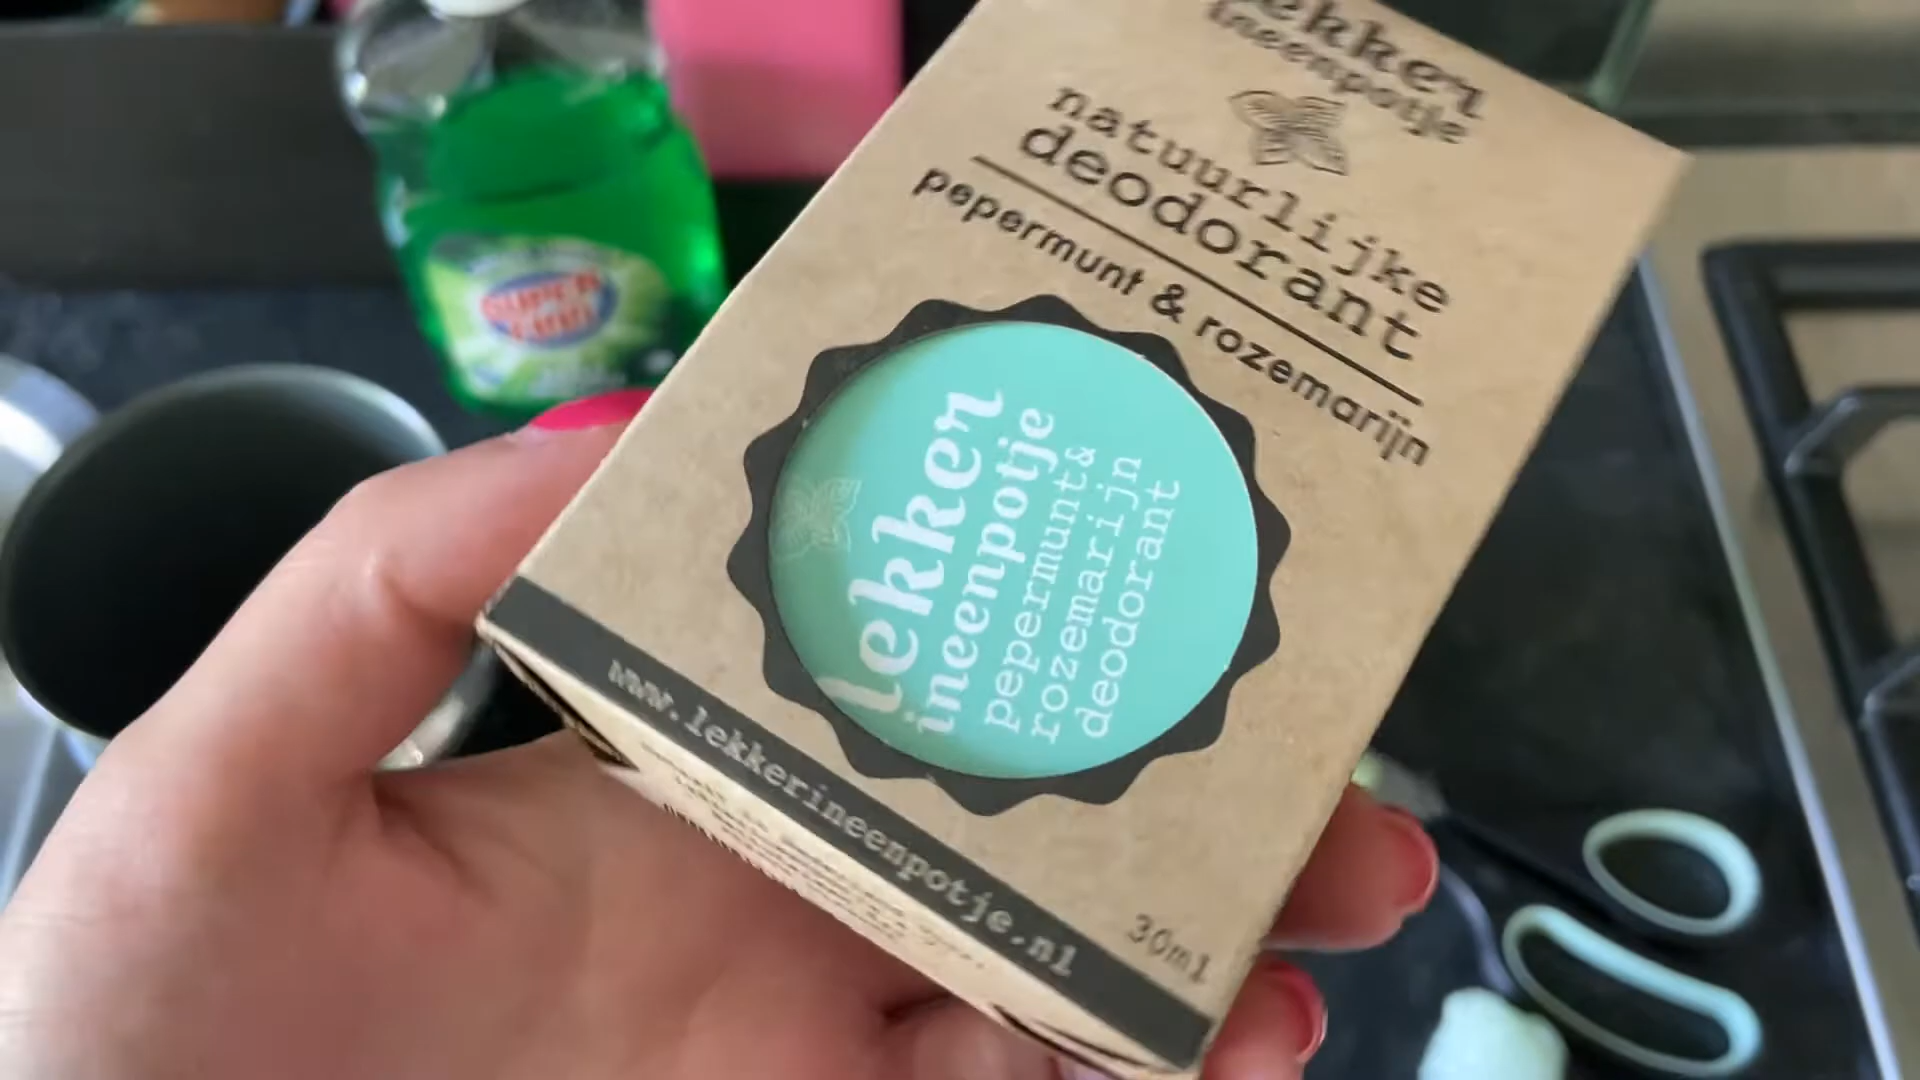 lekker
ineenpotje
natuurlijke
deodorant
pepermunt & rozemarijn
lekker
ineenpotje
pepermunt&
rozemarijn
deodorant
www.lekkerineenpotje.nl
30ml
SUPER